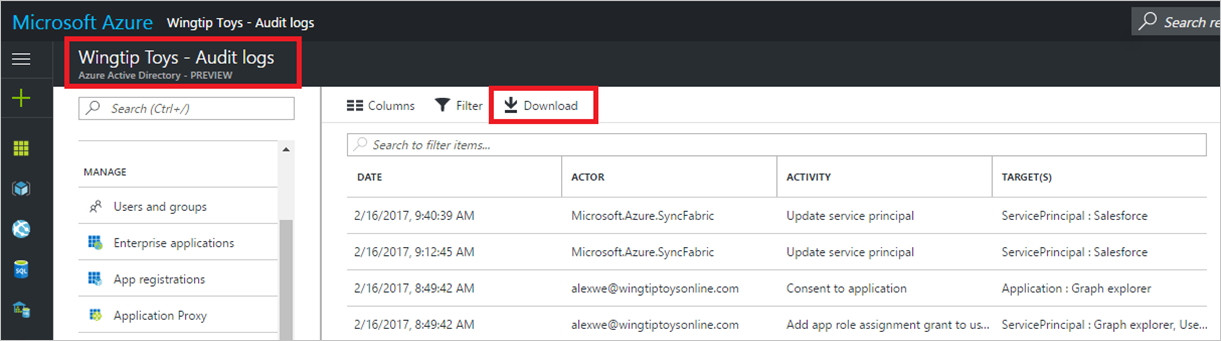 Microsoft Azure Wingtip Toys - Audit logs Search re
Wingtip Toys - Audit logs
Azure Active Directory - PREVIEW
Search (Ctrl+/)
MANAGE
Users and groups
Enterprise applications
App registrations
Application Proxy
Columns Filter Download
Search to filter items...
DATE ACTOR ACTIVITY TARGET(S)
2/16/2017, 9:40:39 AM Microsoft.Azure.SyncFabric Update service principal ServicePrincipal : Salesforce
2/16/2017, 9:12:45 AM Microsoft.Azure.SyncFabric Update service principal ServicePrincipal : Salesforce
2/16/2017, 8:49:42 AM alexwe@wingtiptoysonline.com Consent to application Application : Graph explorer
2/16/2017, 8:49:42 AM alexwe@wingtiptoysonline.com Add app role assignment grant to us... ServicePrincipal : Graph explorer, Use...
SQL